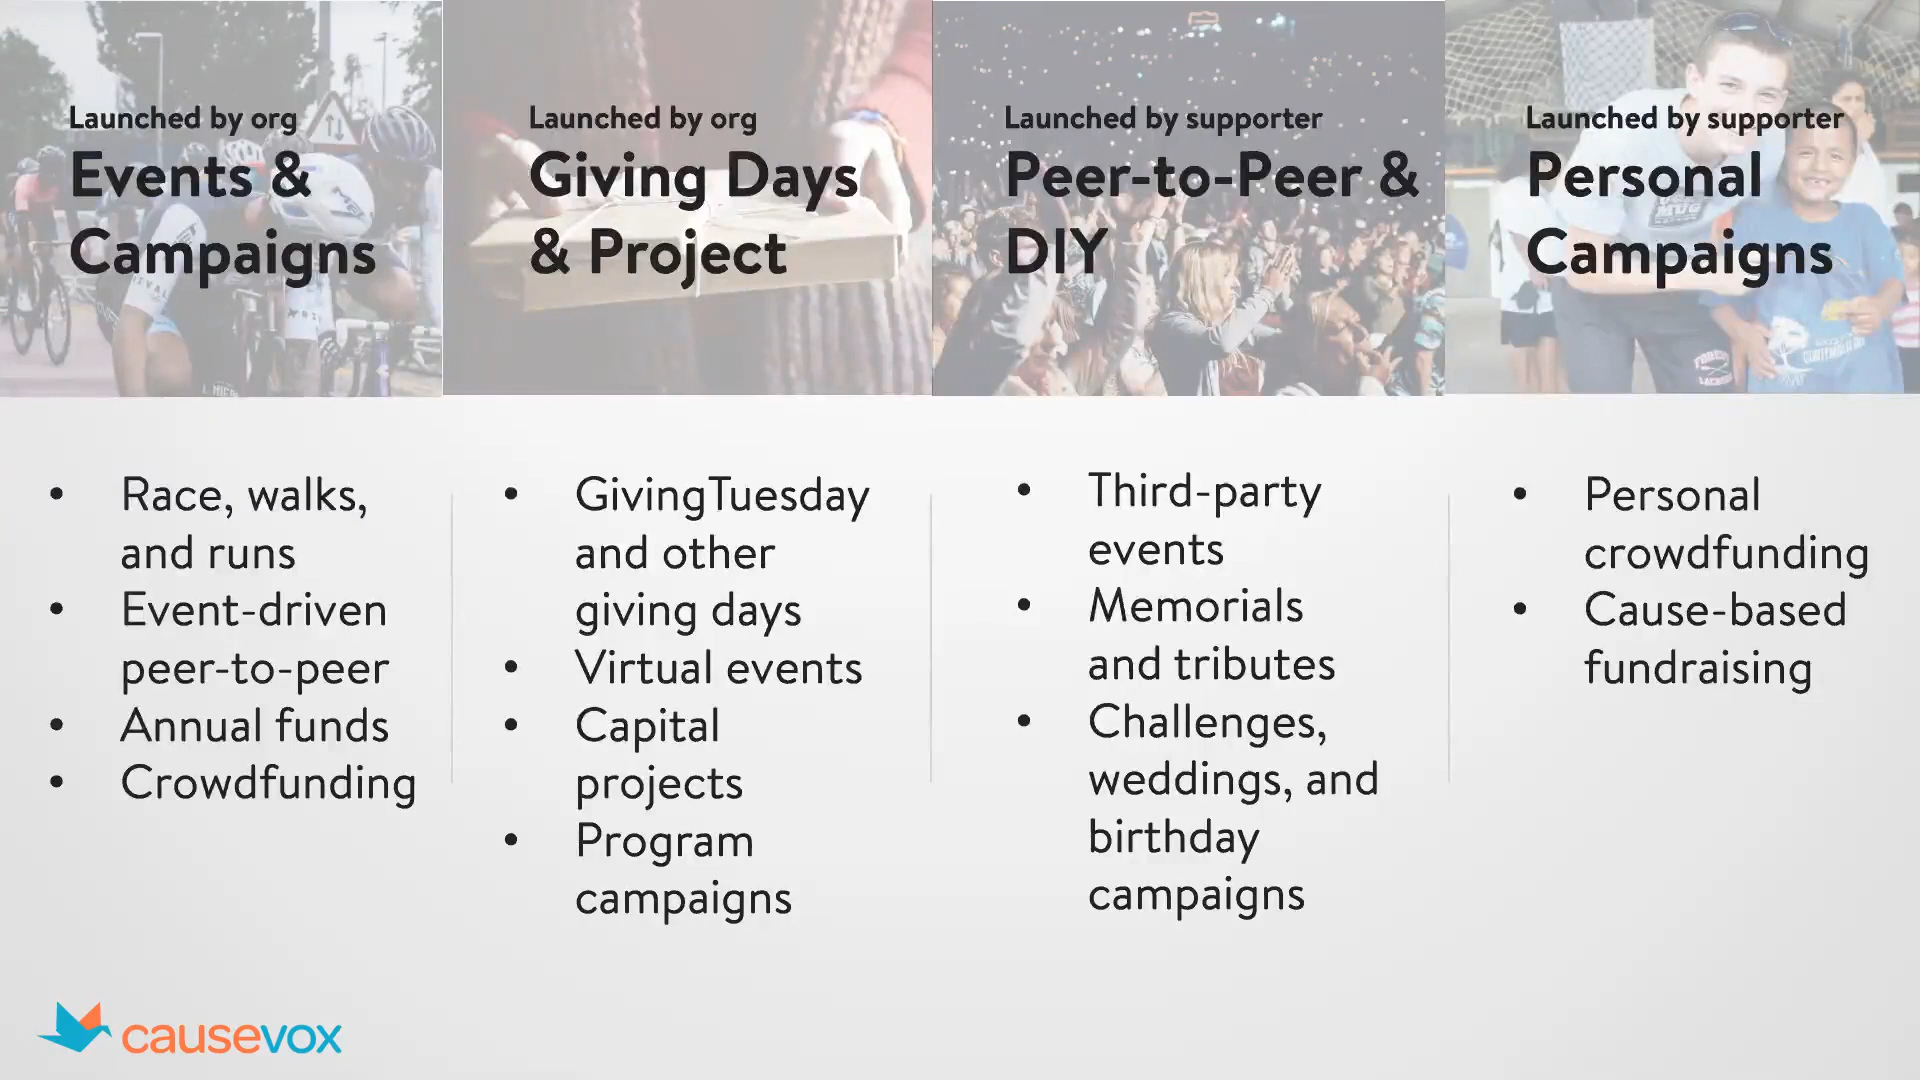 Launched by org
Events &
Campaigns
Launched by org
Giving Days
& Project
Launched by supporter
Peer-to-Peer &
DIY
Launched by supporter
Personal
Campaigns
• Race, walks,
and runs
• Event-driven
peer-to-peer
• Annual funds
• Crowdfunding
• GivingTuesday
and other
giving days
• Virtual events
• Capital
projects
• Program
campaigns
• Third-party
events
• Memorials
and tributes
• Challenges,
weddings, and
birthday
campaigns
• Personal
crowdfunding
• Cause-based
fundraising
causevox